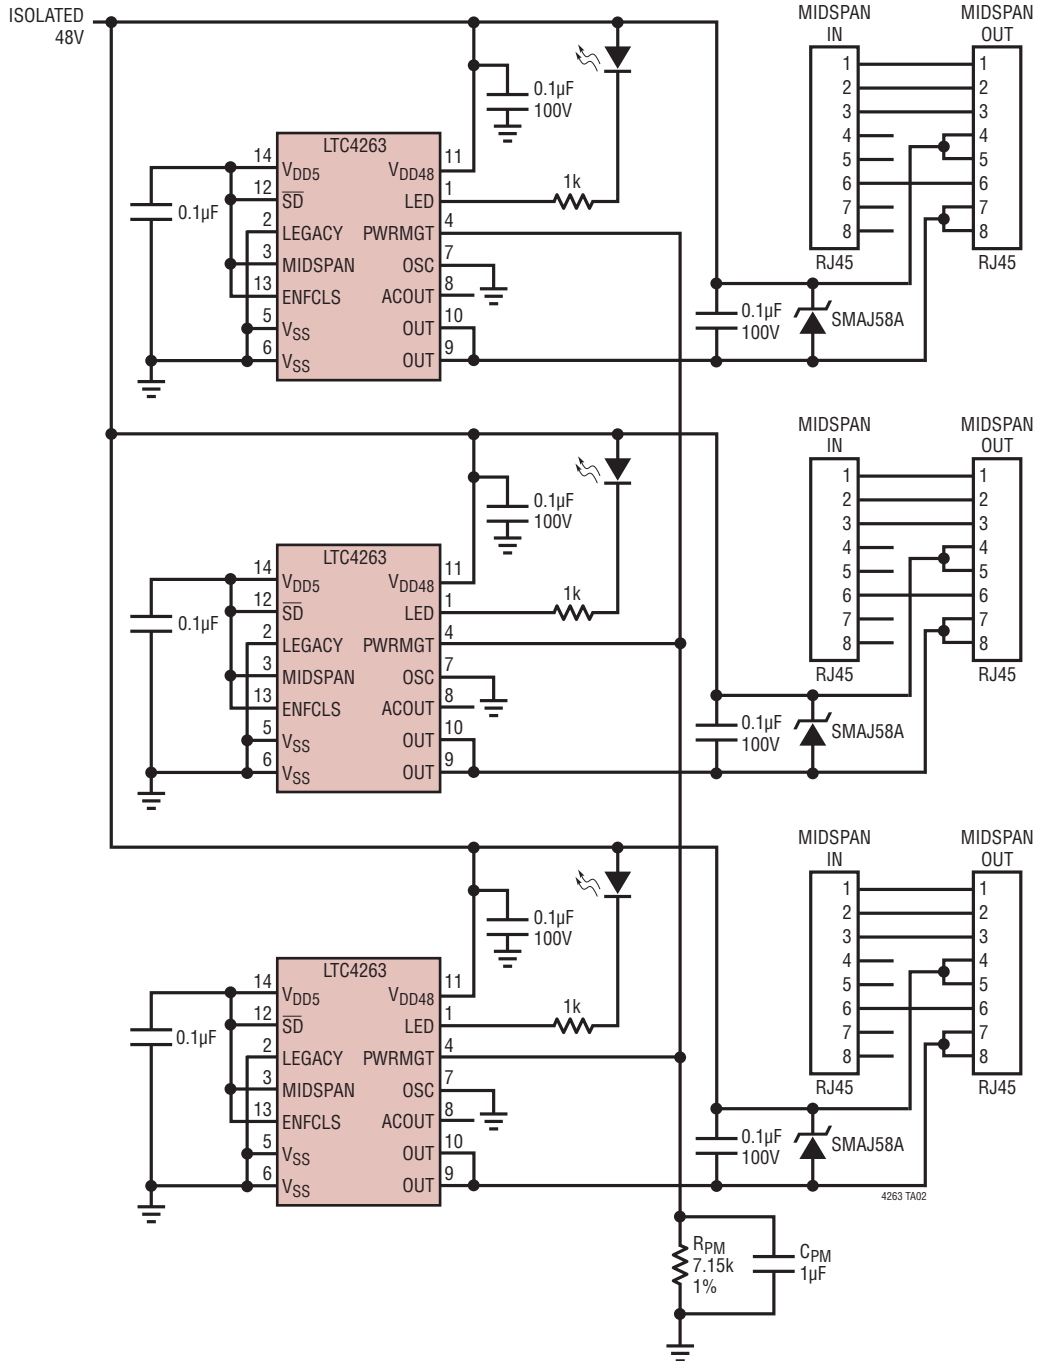 ISOLATED
48V
0.1µF
100V
LTC4263
14
VDD5
12
SD
2
LEGACY
3
MIDSPAN
13
ENFCLS
5
VSS
6
VSS
0.1µF
11
VDD48
1
LED
4
PWRMGT
7
OSC
8
ACOUT
10
OUT
9
OUT
1k
0.1µF
100V
SMAJ58A
MIDSPAN
IN
1
2
3
4
5
6
7
8
RJ45
MIDSPAN
OUT
1
2
3
4
5
6
7
8
RJ45
0.1µF
100V
LTC4263
14
VDD5
12
SD
2
LEGACY
3
MIDSPAN
13
ENFCLS
5
VSS
6
VSS
0.1µF
11
VDD48
1
LED
4
PWRMGT
7
OSC
8
ACOUT
10
OUT
9
OUT
1k
0.1µF
100V
SMAJ58A
MIDSPAN
IN
1
2
3
4
5
6
7
8
RJ45
MIDSPAN
OUT
1
2
3
4
5
6
7
8
RJ45
0.1µF
100V
LTC4263
14
VDD5
12
SD
2
LEGACY
3
MIDSPAN
13
ENFCLS
5
VSS
6
VSS
0.1µF
11
VDD48
1
LED
4
PWRMGT
7
OSC
8
ACOUT
10
OUT
9
OUT
1k
0.1µF
100V
SMAJ58A
MIDSPAN
IN
1
2
3
4
5
6
7
8
RJ45
MIDSPAN
OUT
1
2
3
4
5
6
7
8
RJ45
4263 TA02
RPM
7.15k
1%
CPM
1µF